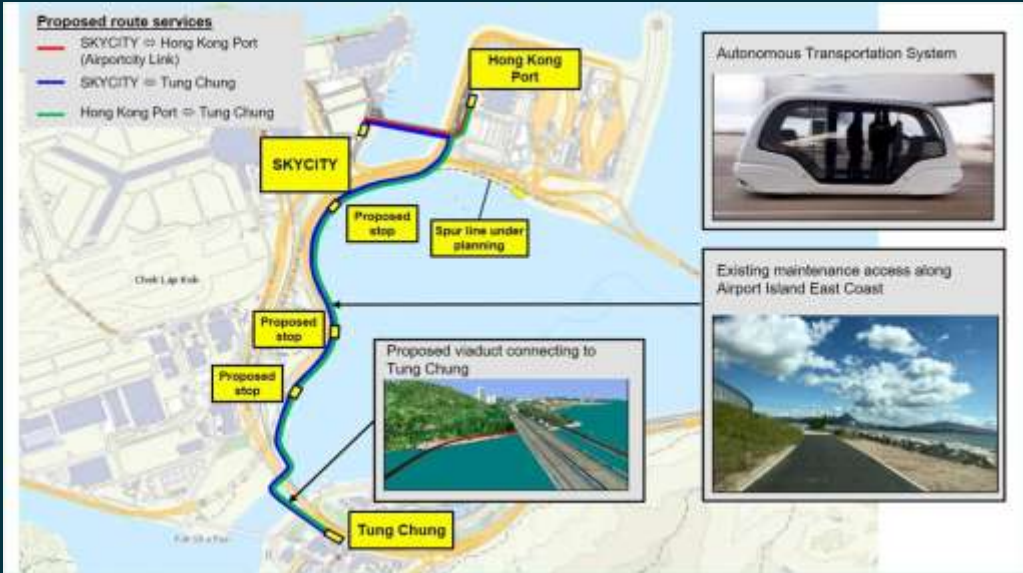 Proposed route services
SKYCITY ⇔ Hong Kong Port
(Airportcity Link)
SKYCITY ⇔ Tung Chung
Hong Kong Port ⇔ Tung Chung
Hong Kong
Port
SKYCITY
Proposed
stop
Spur line under
planning
Chek Lap Kok
Proposed
stop
Proposed
stop
Tung Chung
Autonomous Transportation System
Existing maintenance access along
Airport Island East Coast
Proposed viaduct connecting to
Tung Chung